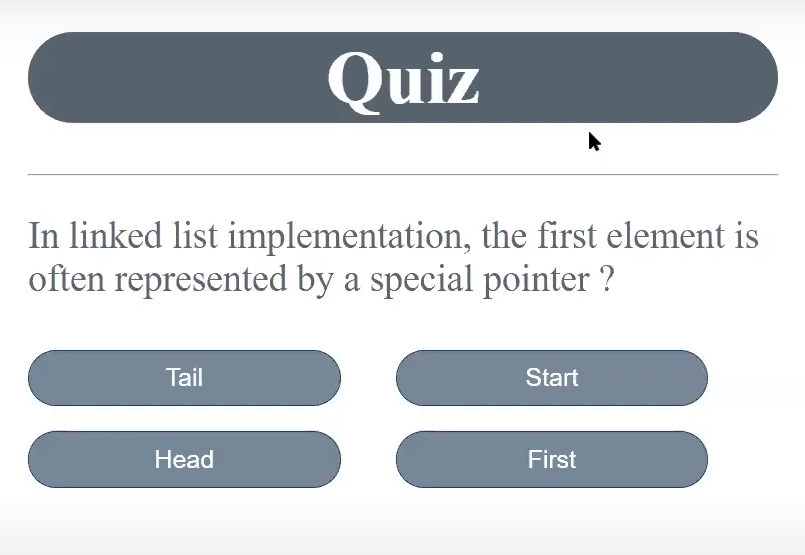 Quiz
In linked list implementation, the first element is
often represented by a special pointer ?
Tail
Start
Head
First